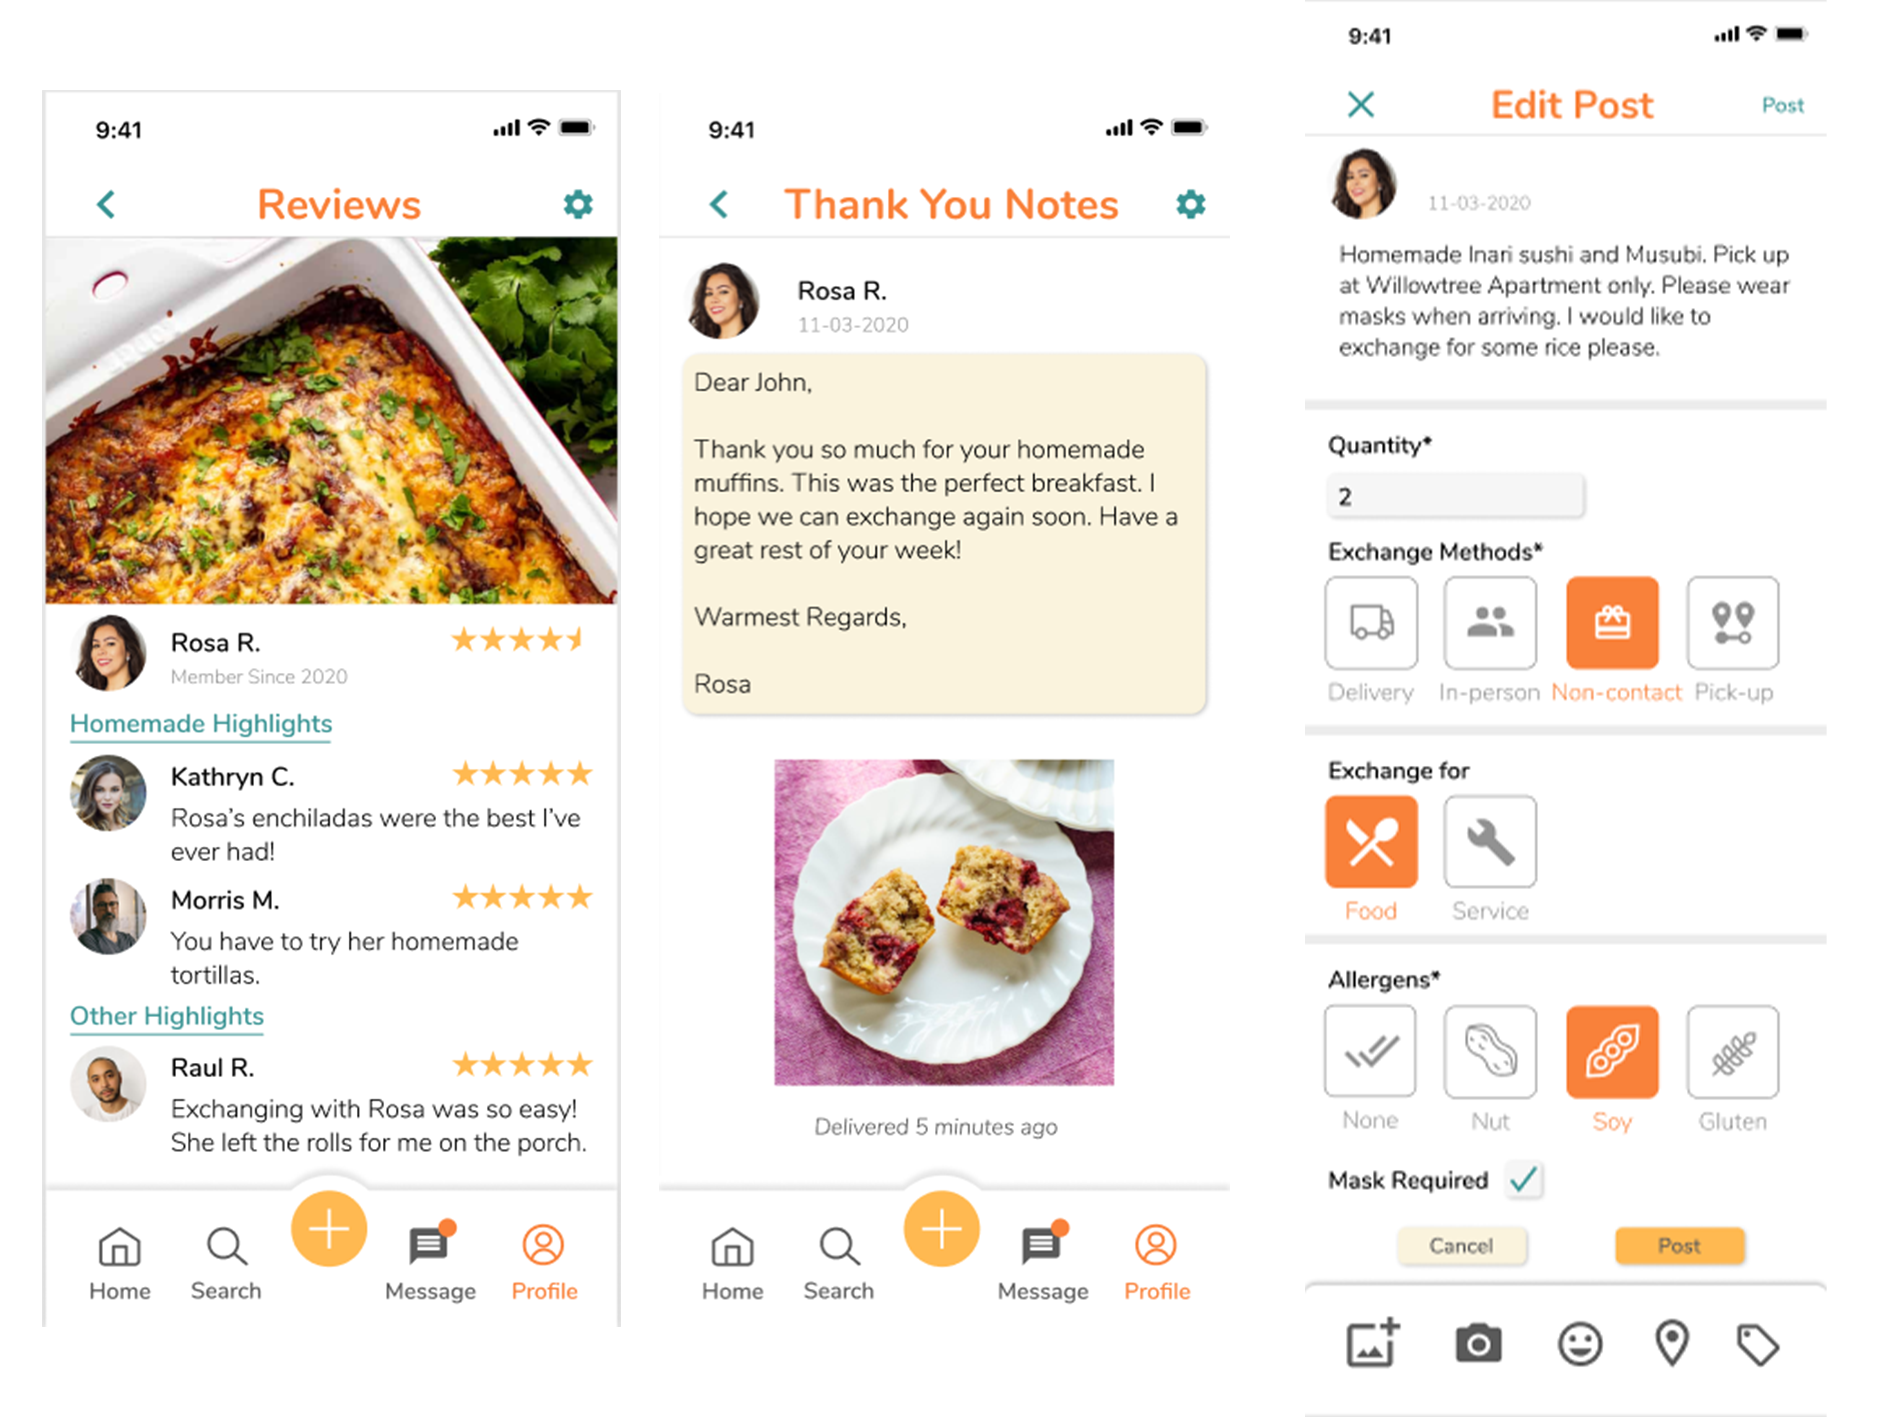 9:41
Reviews
Rosa R.
Member Since 2020
Homemade Highlights
Kathryn C.
Rosa's enchiladas were the best I've
ever had!
Morris M.
You have to try her homemade
tortillas.
Other Highlights
Raul R.
Exchanging with Rosa was so easy!
She left the rolls for me on the porch.
Home
Search
Message
Profile
9:41
Thank You Notes
Rosa R.
11-03-2020
Dear John,
Thank you so much for your homemade
muffins. This was the perfect breakfast. I
hope we can exchange again soon. Have a
great rest of your week!
Warmest Regards,
Rosa
Delivered 5 minutes ago
Home
Search
Message
Profile
9:41
Edit Post
Post
11-03-2020
Homemade Inari sushi and Musubi. Pick up
at Willowtree Apartment only. Please wear
masks when arriving. I would like to
exchange for some rice please.
Quantity*
2
Exchange Methods*
Delivery
In-person
Non-contact
Pick-up
Exchange for
Food
Service
Allergens*
None
Nut
Soy
Gluten
Mask Required
Cancel
Post